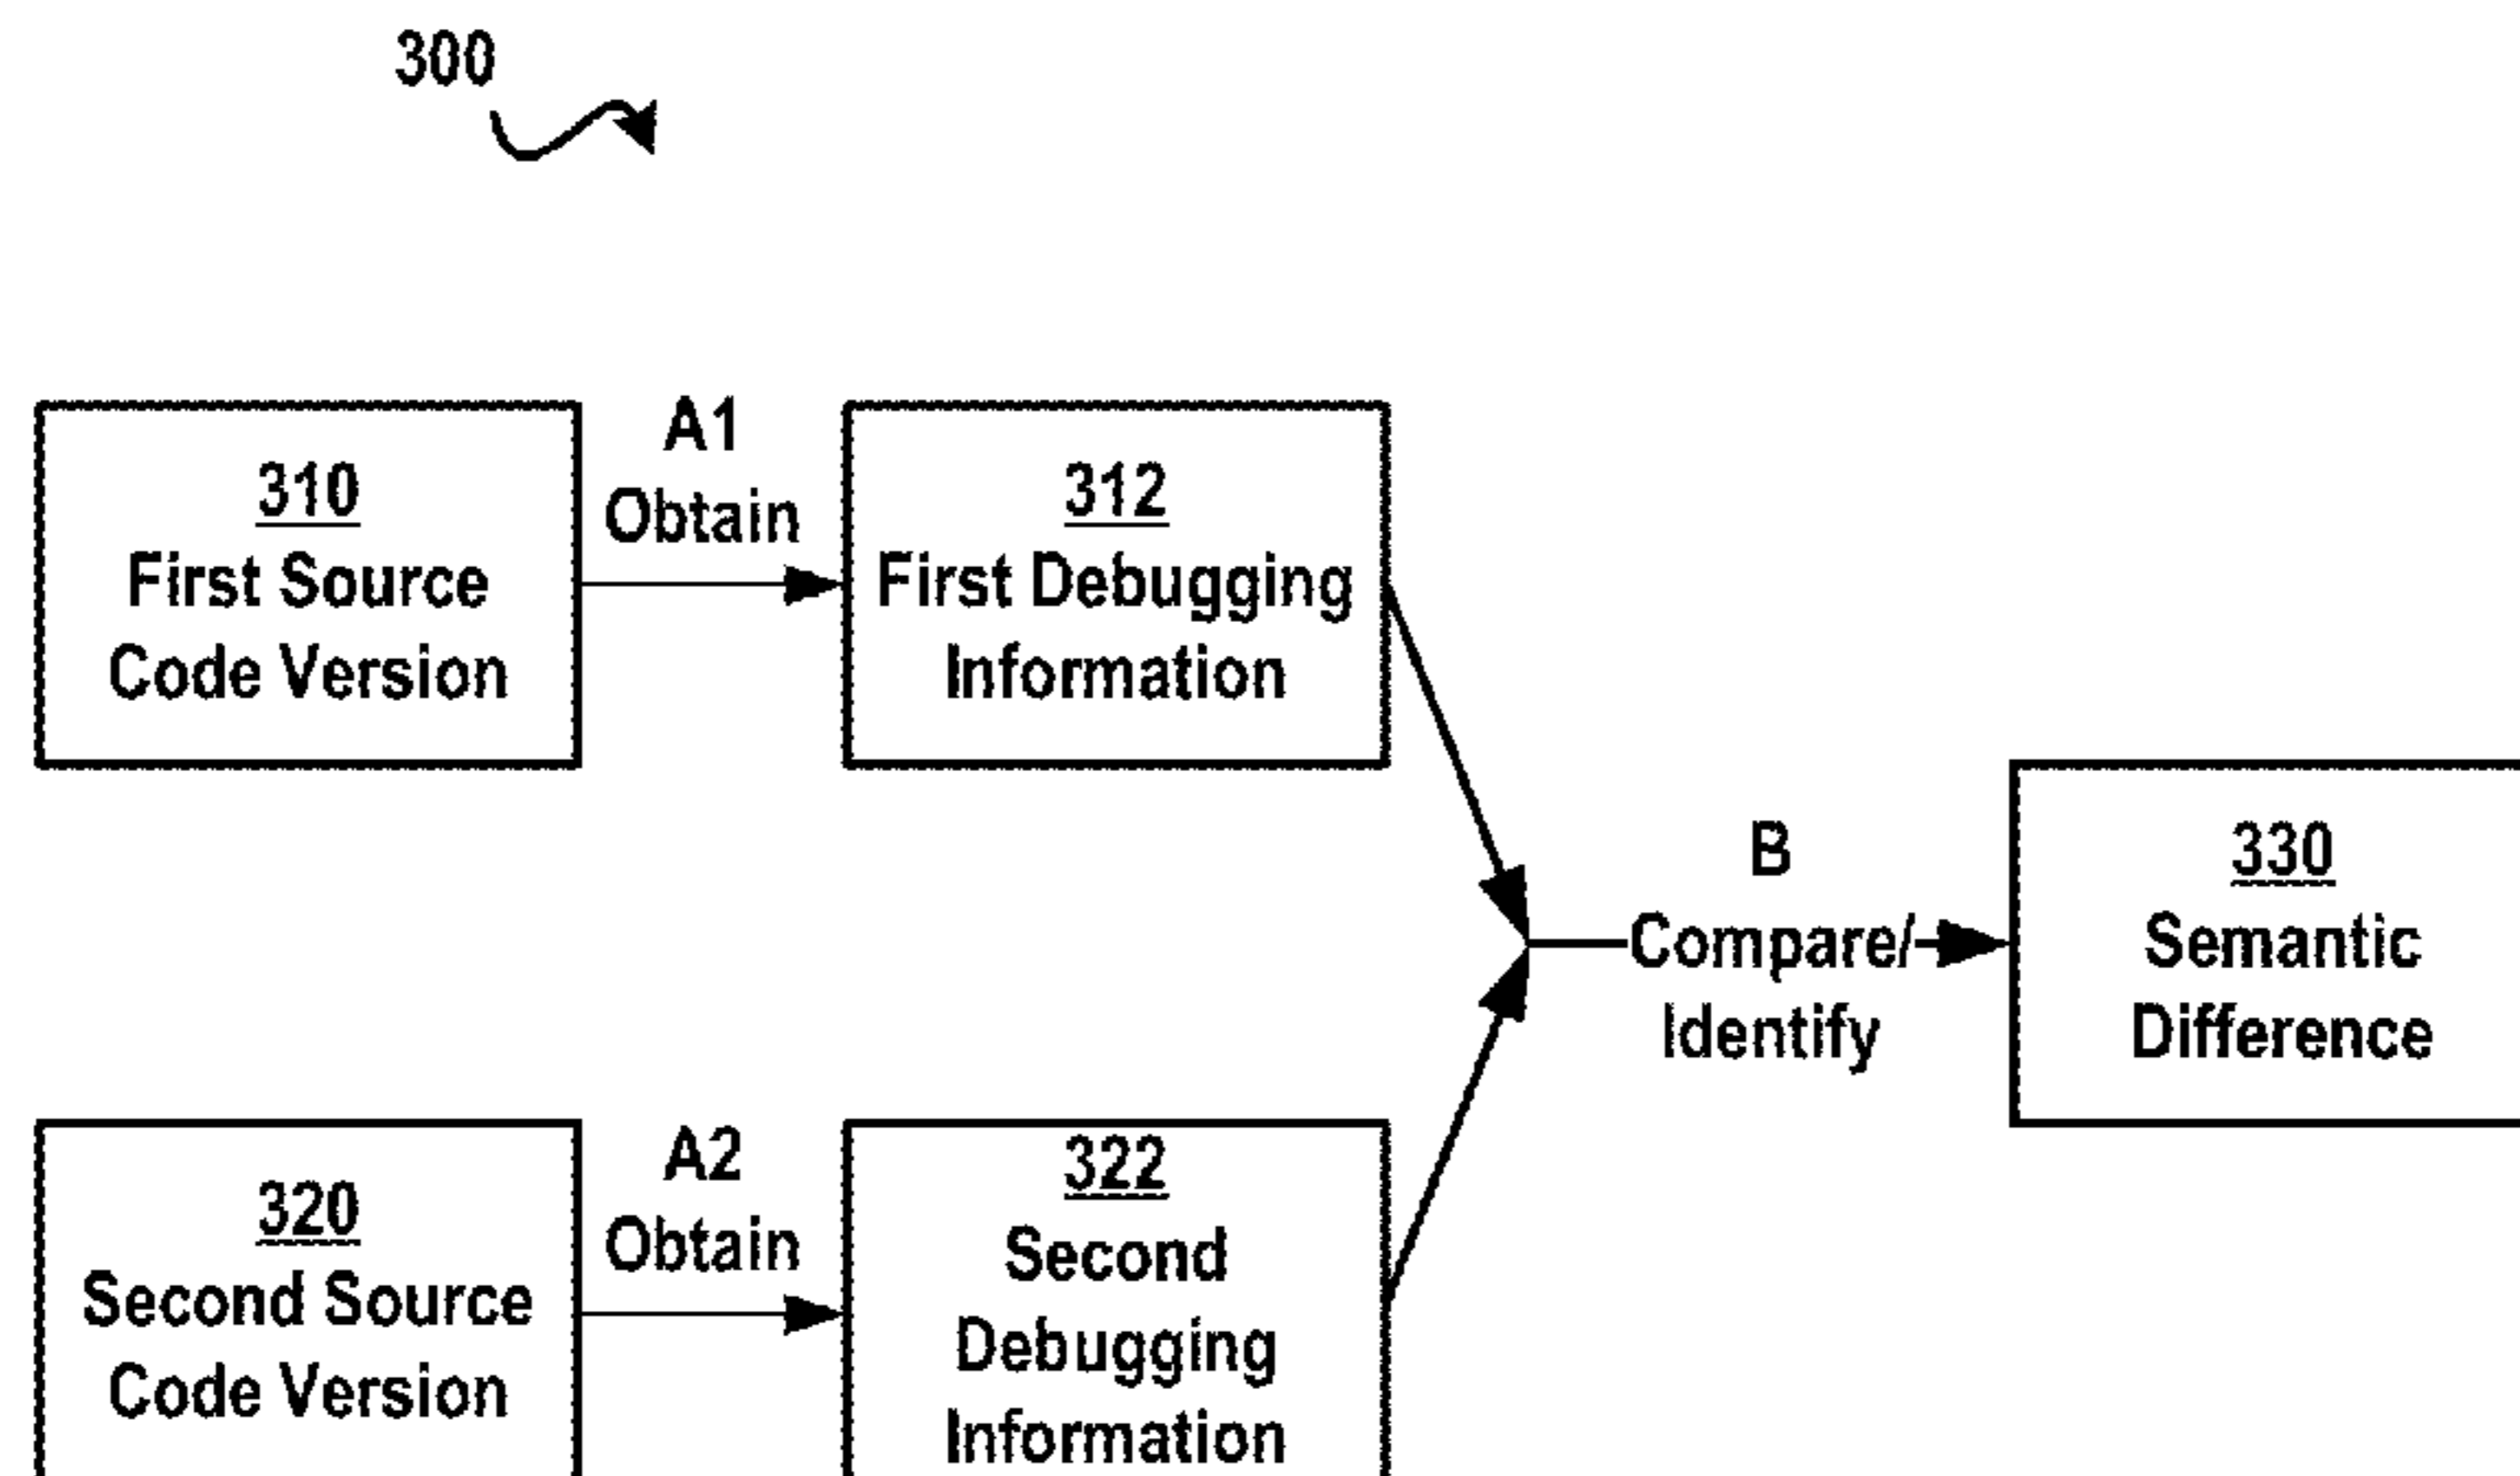 300
310
First Source
Code Version
A1
Obtain
312
First Debugging
Information
B
Compare/
Identify
330
Semantic
Difference
320
Second Source
Code Version
A2
Obtain
322
Second
Debugging
Information